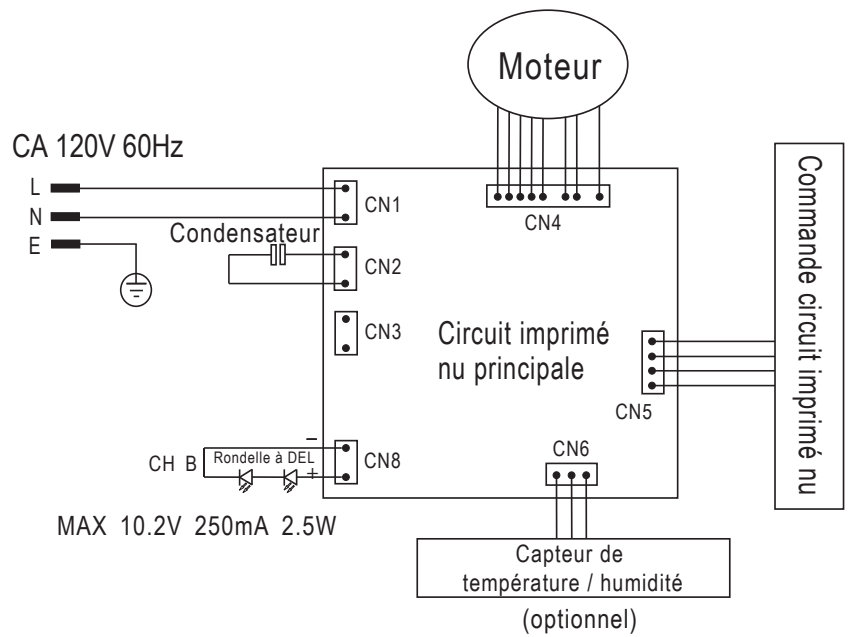 Moteur
CA 120V 60Hz
L
N
E
CN1
CN4
Condensateur
CN2
CN3
Circuit imprimé
nu principale
Commande circuit imprimé nu
CN5
CH B
Rondelle à DEL
−
+
CN8
CN6
MAX 10.2V 250mA 2.5W
Capteur de
température / humidité
(optionnel)